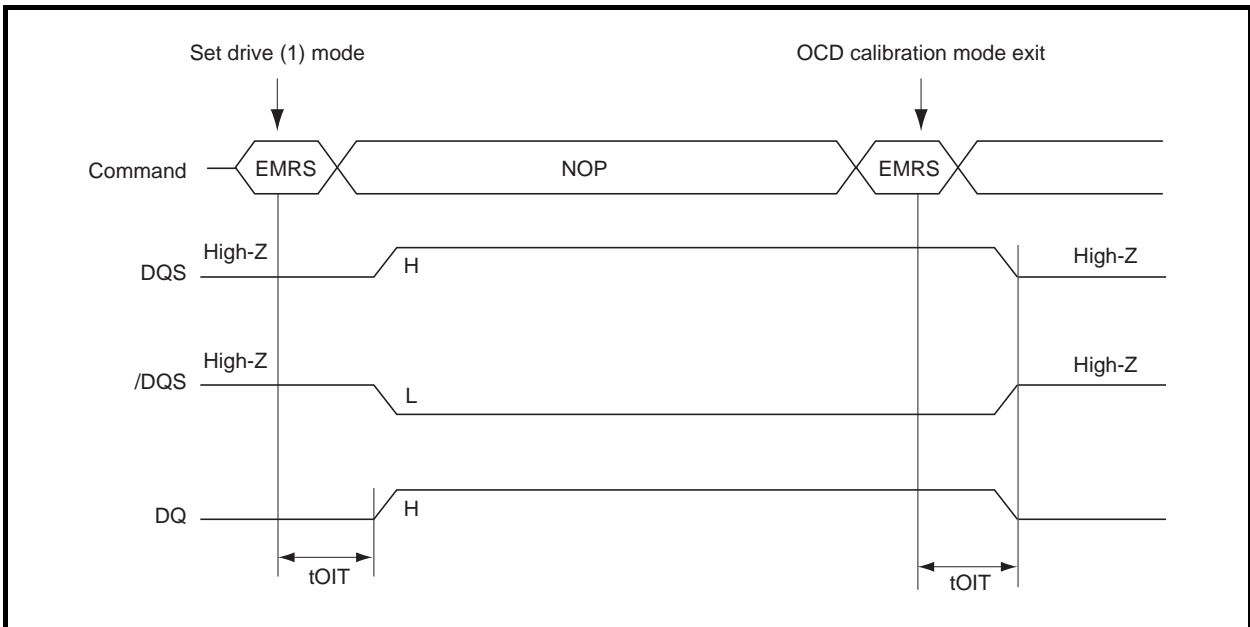 Set drive (1) mode
OCD calibration mode exit
Command
EMRS
NOP
EMRS
High-Z
DQS
H
High-Z
High-Z
/DQS
L
High-Z
DQ
H
tOIT
tOIT